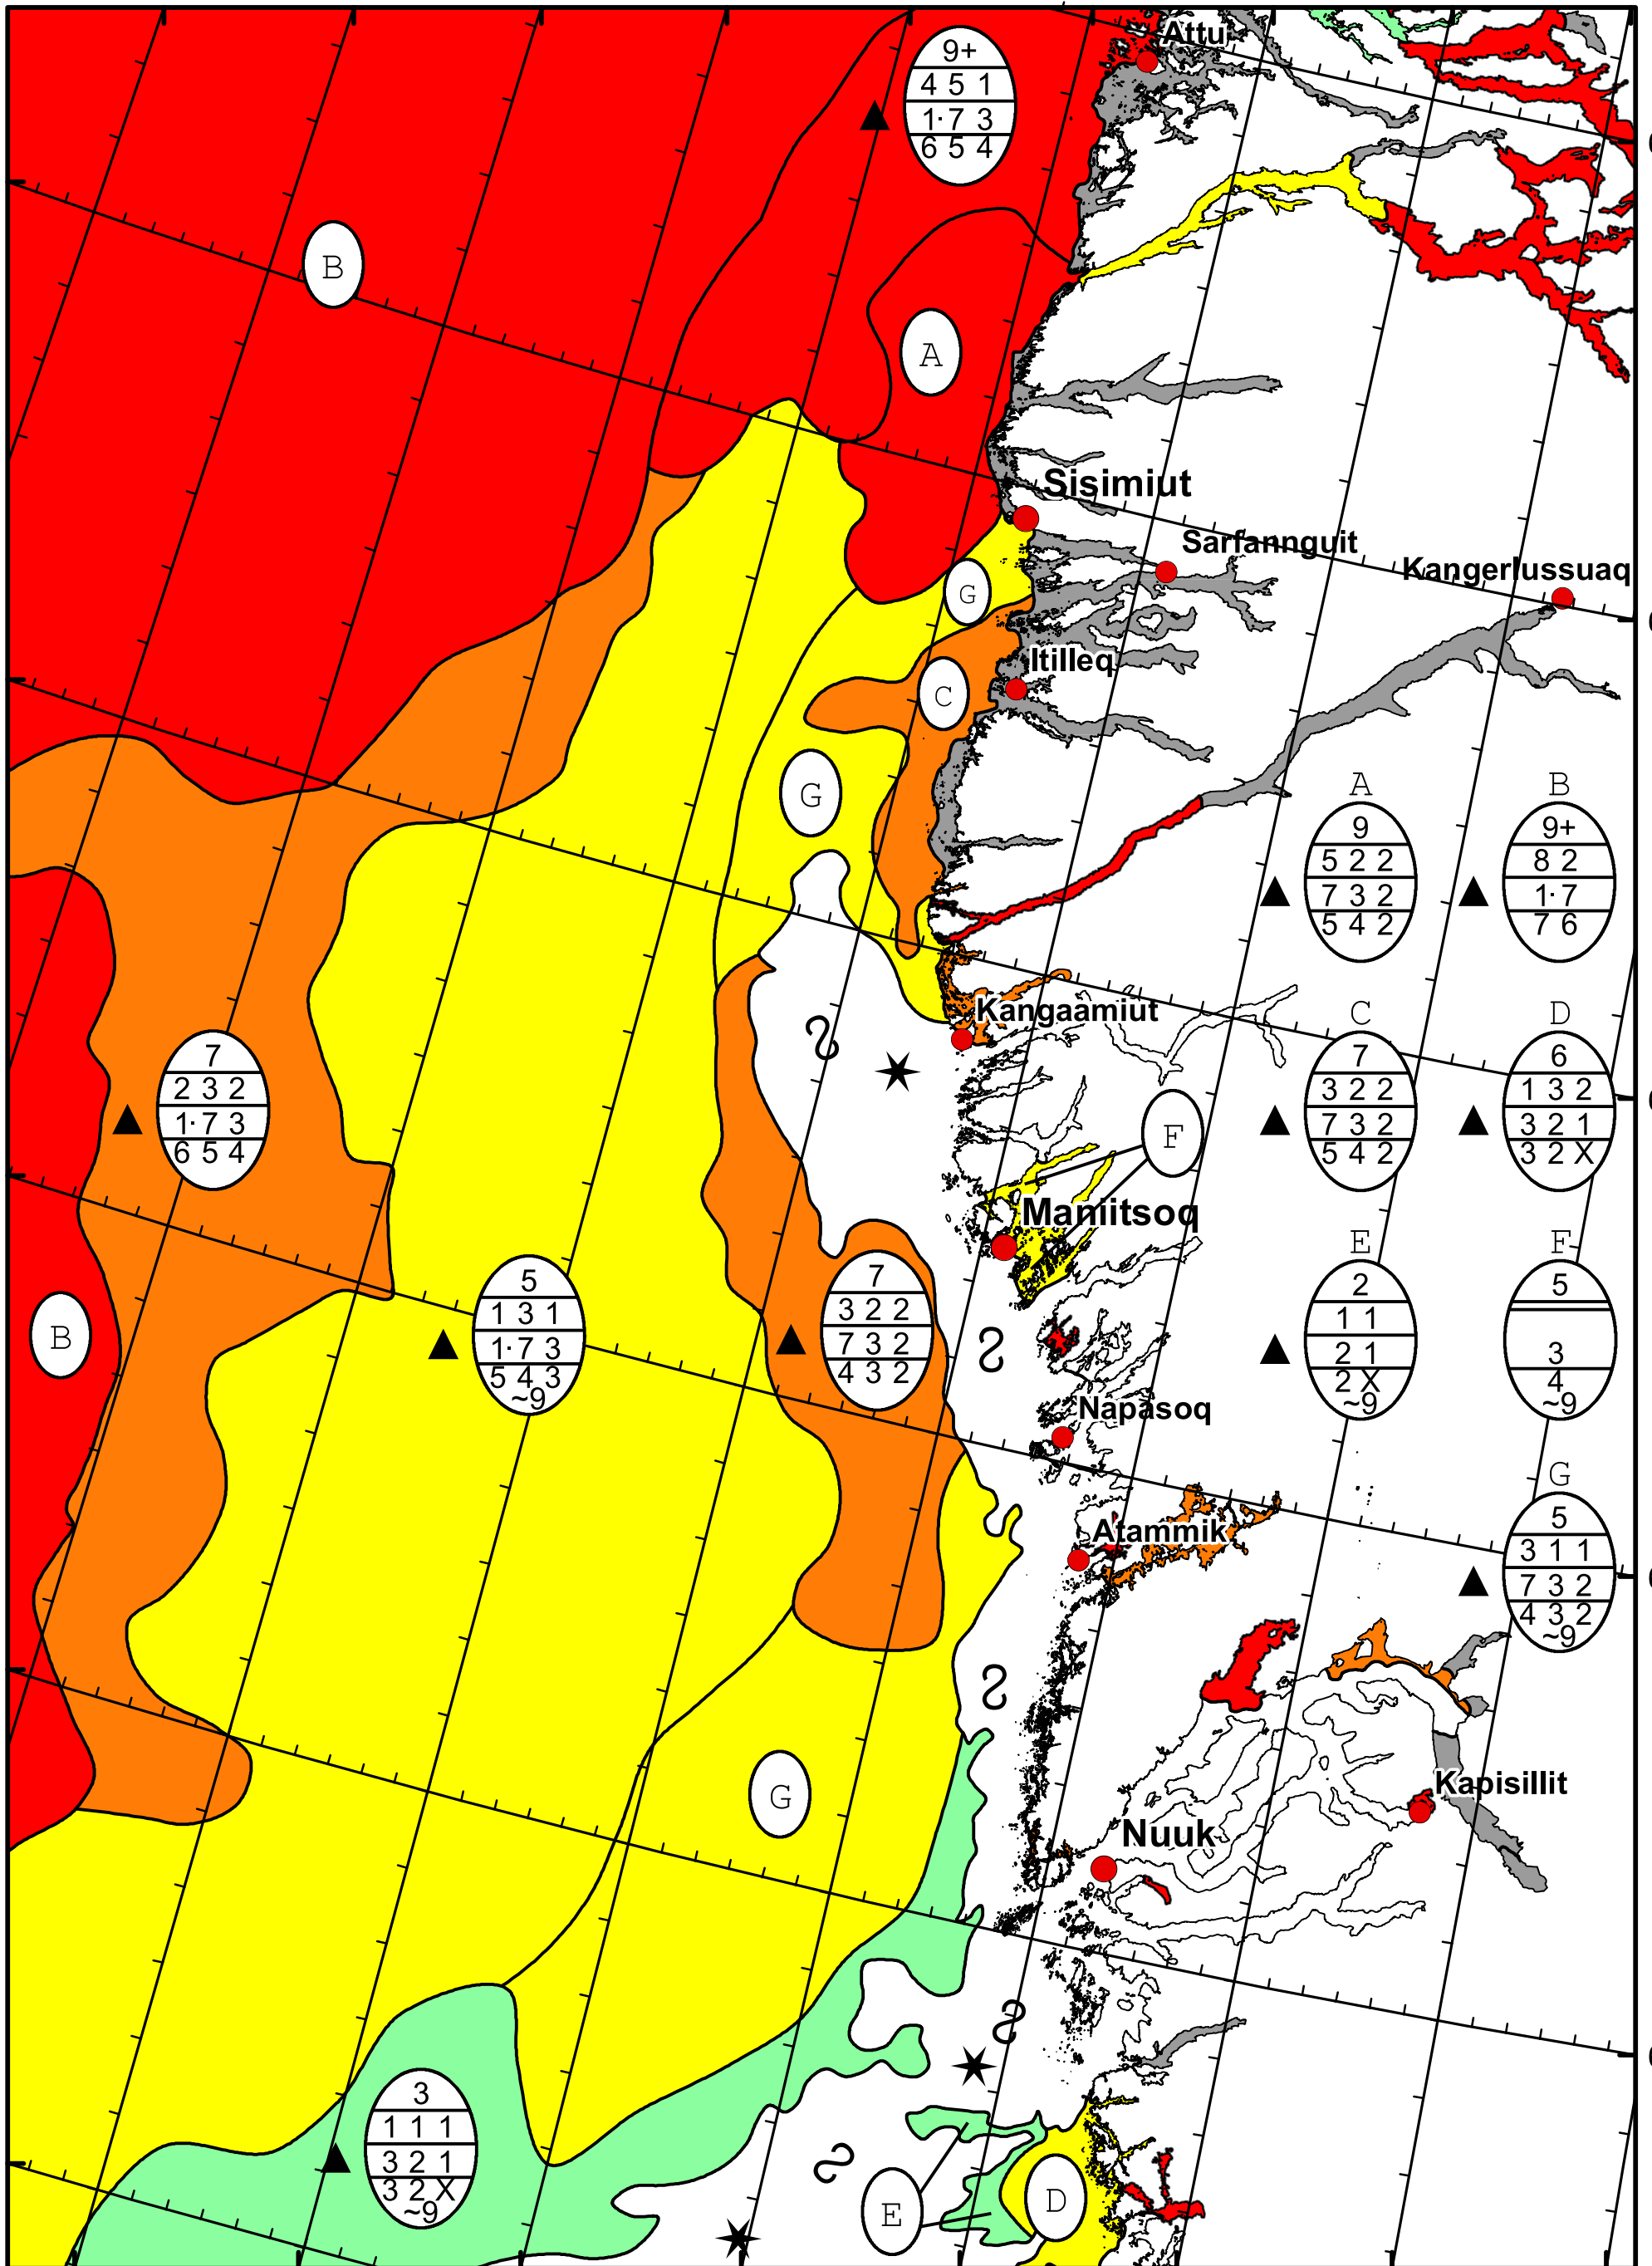 Attu
9+
4 5 1
1· 7 3
6 5 4
B
A
Sisimiut
Sarfannguit
Kangerlussuaq
G
Itilleq
C
G
A
9
5 2 2
7 3 2
5 4 2
B
9+
8 2
1· 7
7 6
Kangaamiut
C
7
3 2 2
7 3 2
5 4 2
D
6
1 3 2
3 2 1
3 2 X
7
2 3 2
1· 7 3
6 5 4
F
Maniitsoq
E
2
1 1
2 1
2 X
~9
F
5
3
4
~9
B
5
1 3 1
1· 7 3
5 4 3
~9
7
3 2 2
7 3 2
4 3 2
Napasoq
G
5
3 1 1
7 3 2
4 3 2
~9
Atammik
Kapisillit
G
Nuuk
3
1 1 1
3 2 1
3 2 X
~9
E
D